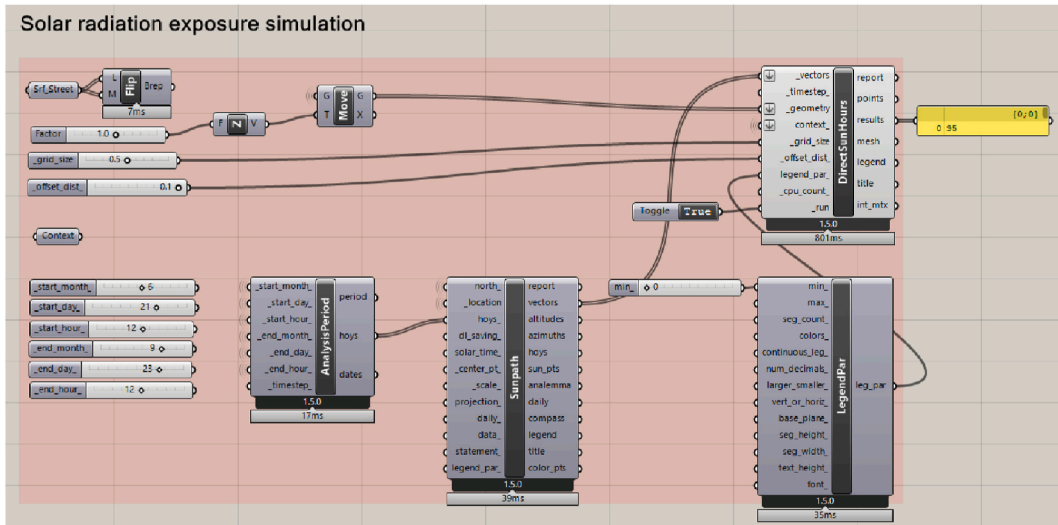 Solar radiation exposure simulation
Srf_Street
L
M
Flip
Brep
7ms
Factor
1.0
F
Z
V
G
T
Move
G
X
_grid_size
0.5
_offset_dist_
0.1
Context
_start_month_
6
_start_day_
21
_start_hour_
12
_end_month_
9
_end_day_
23
_end_hour_
12
_start_month_
_start_day_
_start_hour_
_end_month_
_end_day_
_end_hour_
_timestep_
AnalysisPeriod
period
hoys
dates
1.5.0
17ms
north_
_location
hoys_
dl_saving_
solar_time_
_center_pt_
_scale_
projection_
daily_
data_
statement_
legend_par_
Sunpath
report
vectors
altitudes
azimuths
hoys
sun_pts
analemma
daily
compass
legend
title
color_pts
1.5.0
39ms
Toggle
True
min_
0
_vectors
_timestep_
_geometry
context_
_grid_size
_offset_dist_
legend_par_
_cpu_count_
_run
DirectSunHours
report
points
results
mesh
legend
title
int_mtx
1.5.0
801ms
{0;0}
0 95
min_
max_
seg_count_
colors_
continuous_leg_
num_decimals_
larger_smaller_
vert_or_horiz_
base_plane_
seg_height_
seg_width_
text_height_
font_
LegendPar
leg_par
1.5.0
35ms